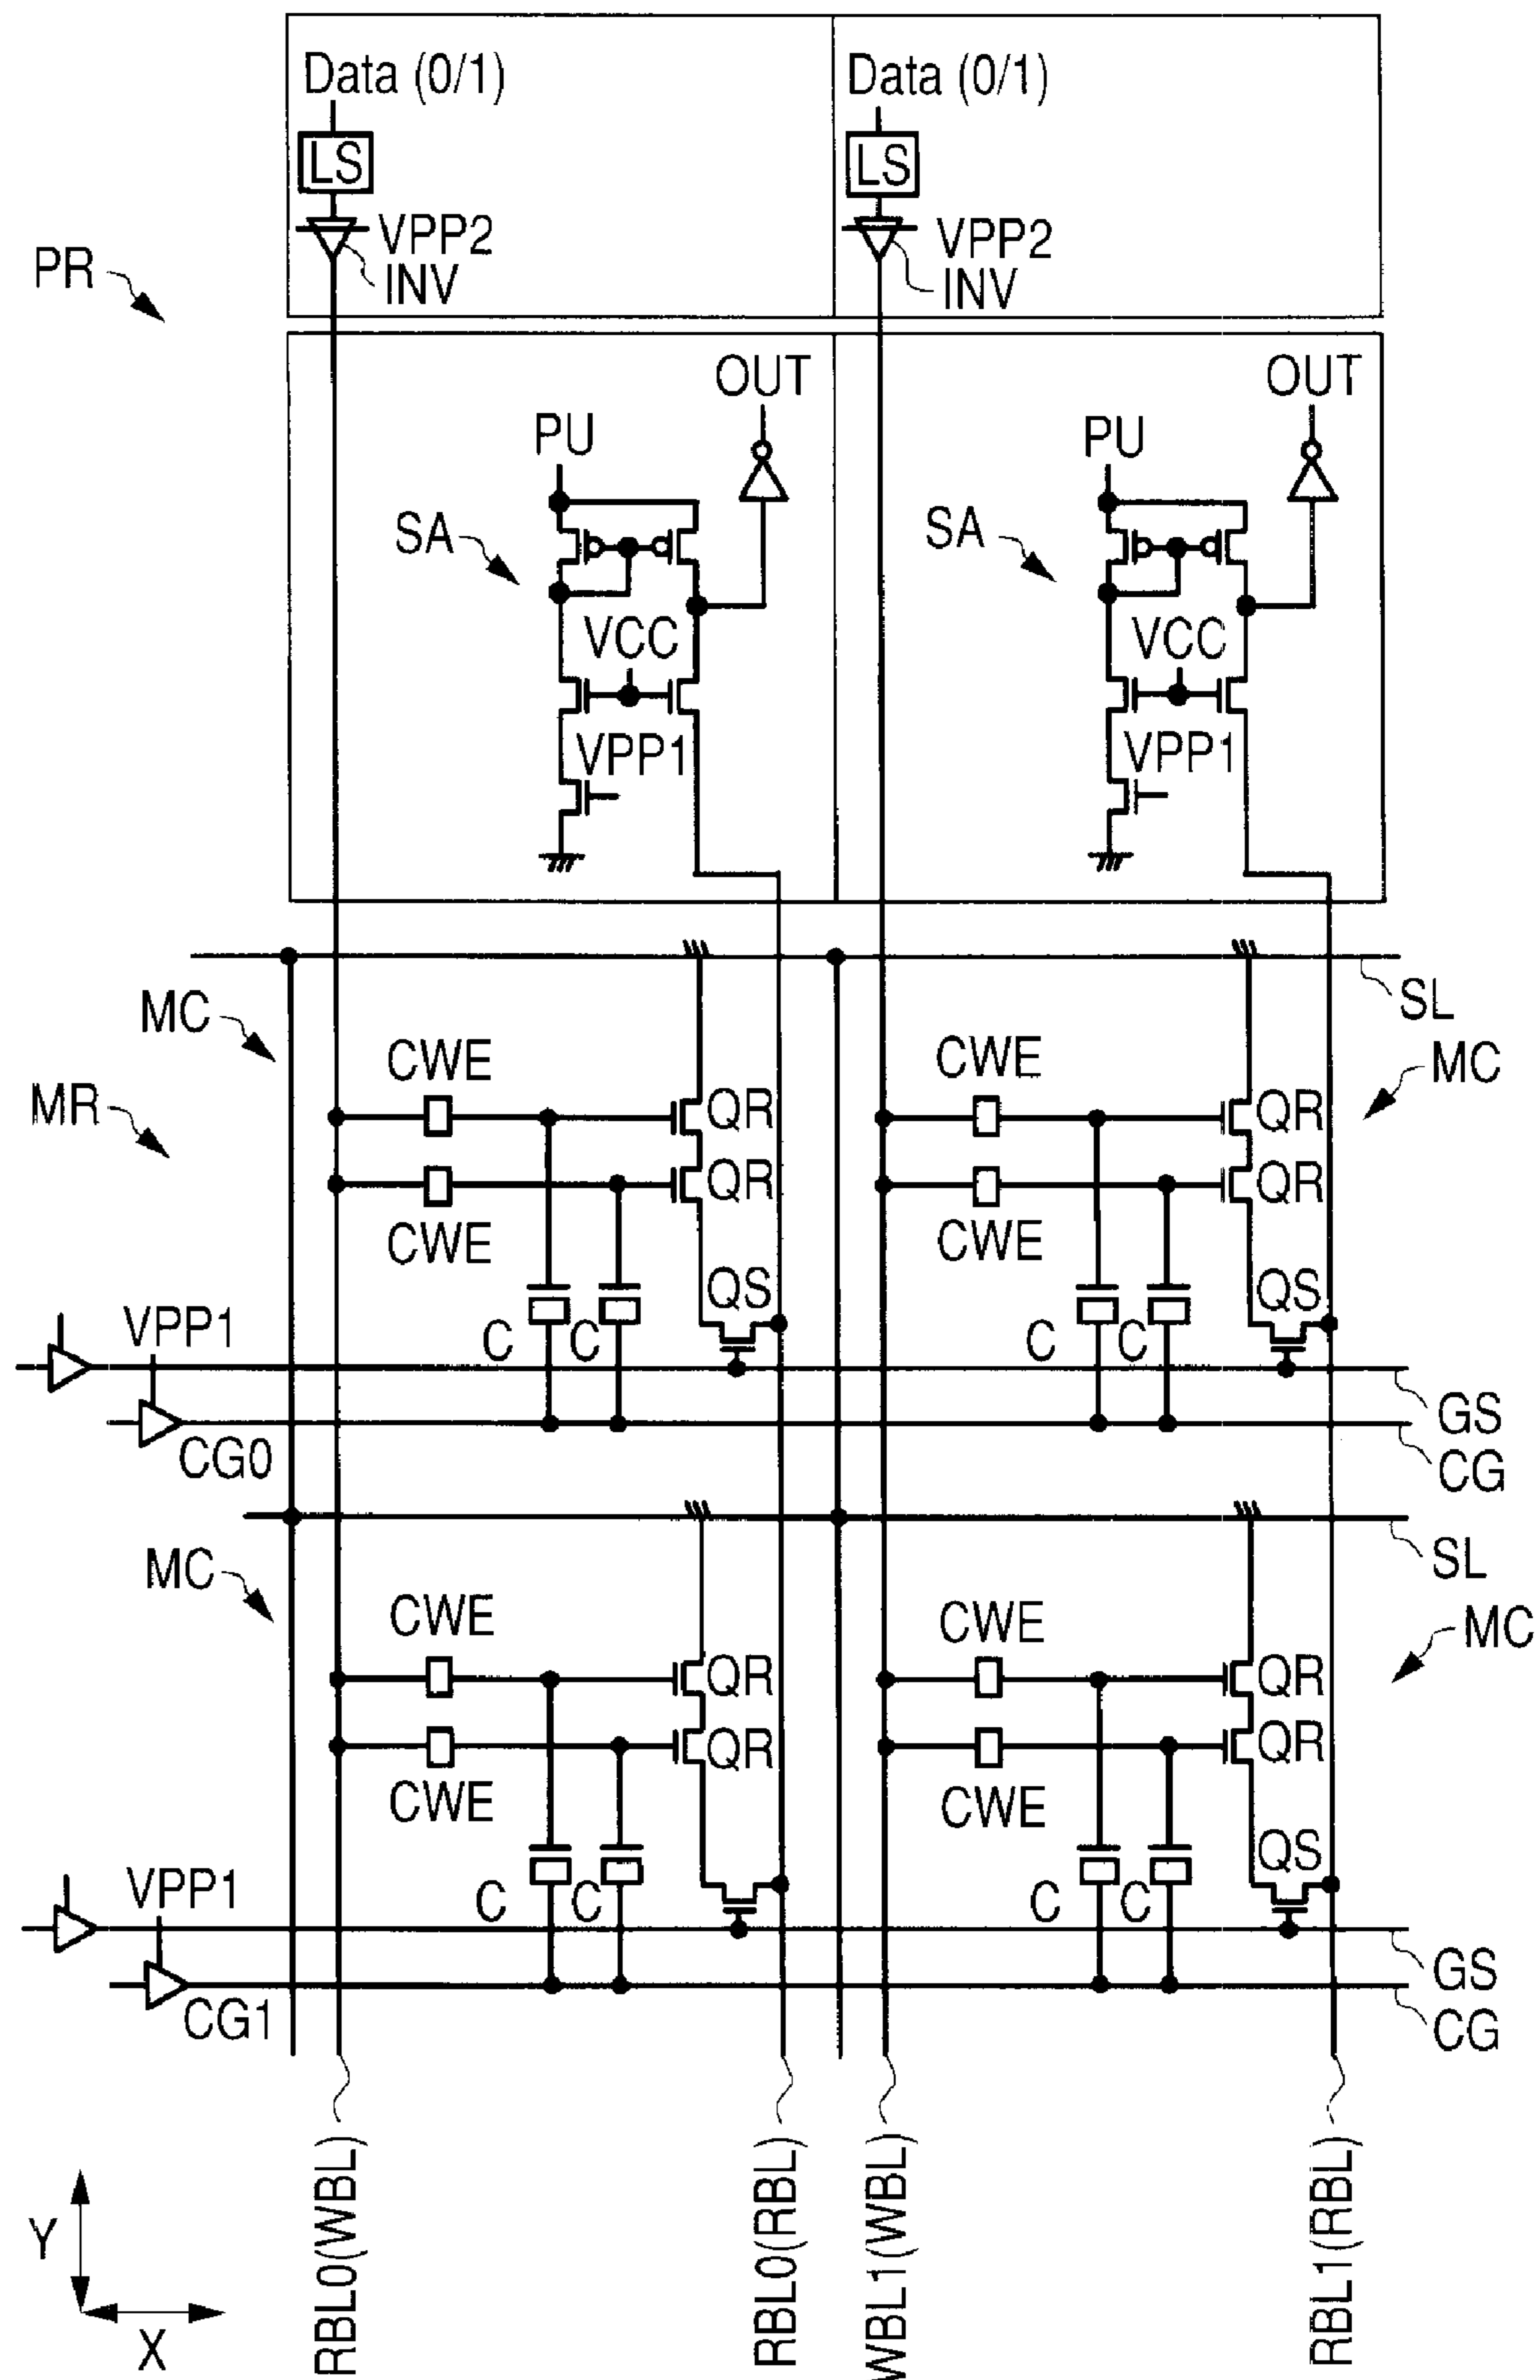 Data (0/1) Data (0/1)
LS LS
VPP2 VPP2
PR INV INV
OUT OUT
PU PU
SA SA
VCC VCC
VPP1 VPP1
MC SL
CWE CWE MC
MR QR QR
QR QR
CWE CWE
QS QS
VPP1 C C C C
GS
CG0 CG
MC SL
CWE CWE MC
QR QR
QR QR
CWE CWE
QS
VPP1 C C C C
GS
CG1 CG
RBL0(WBL) RBL0(RBL) WBL1(WBL) RBL1(RBL)
Y
X